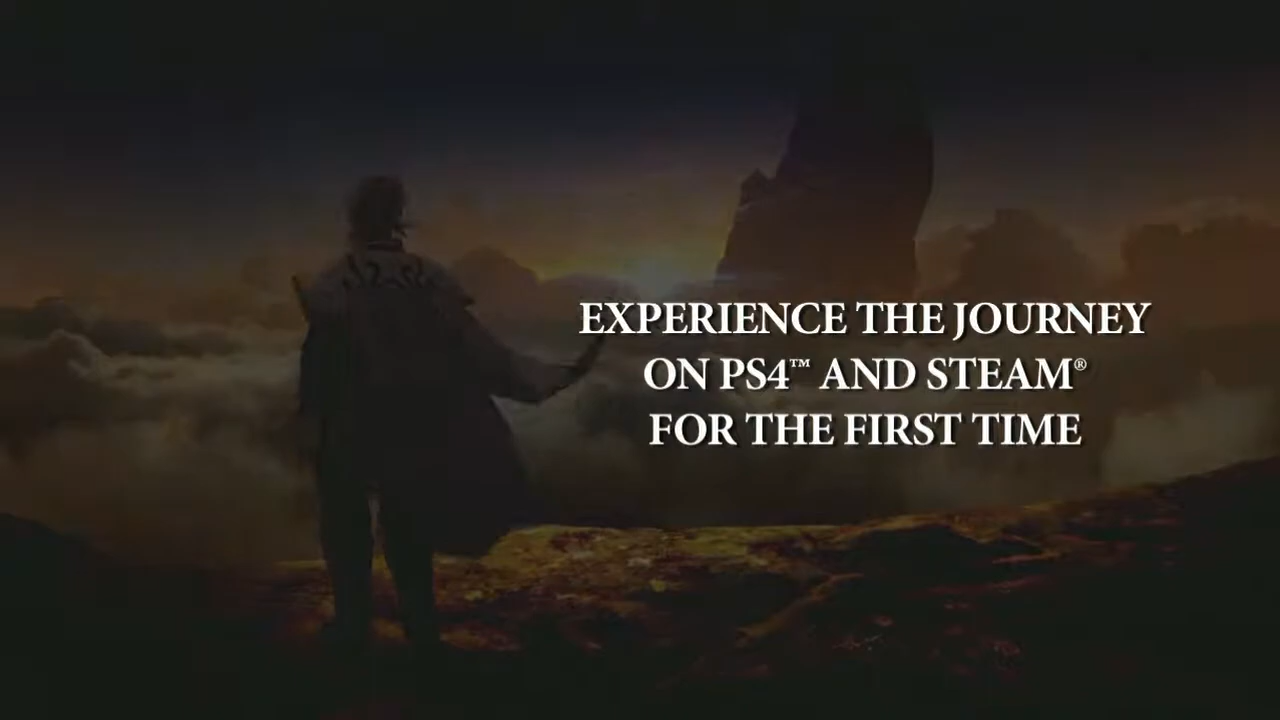 EXPERIENCE THE JOURNEY
ON PS4™ AND STEAM®
FOR THE FIRST TIME